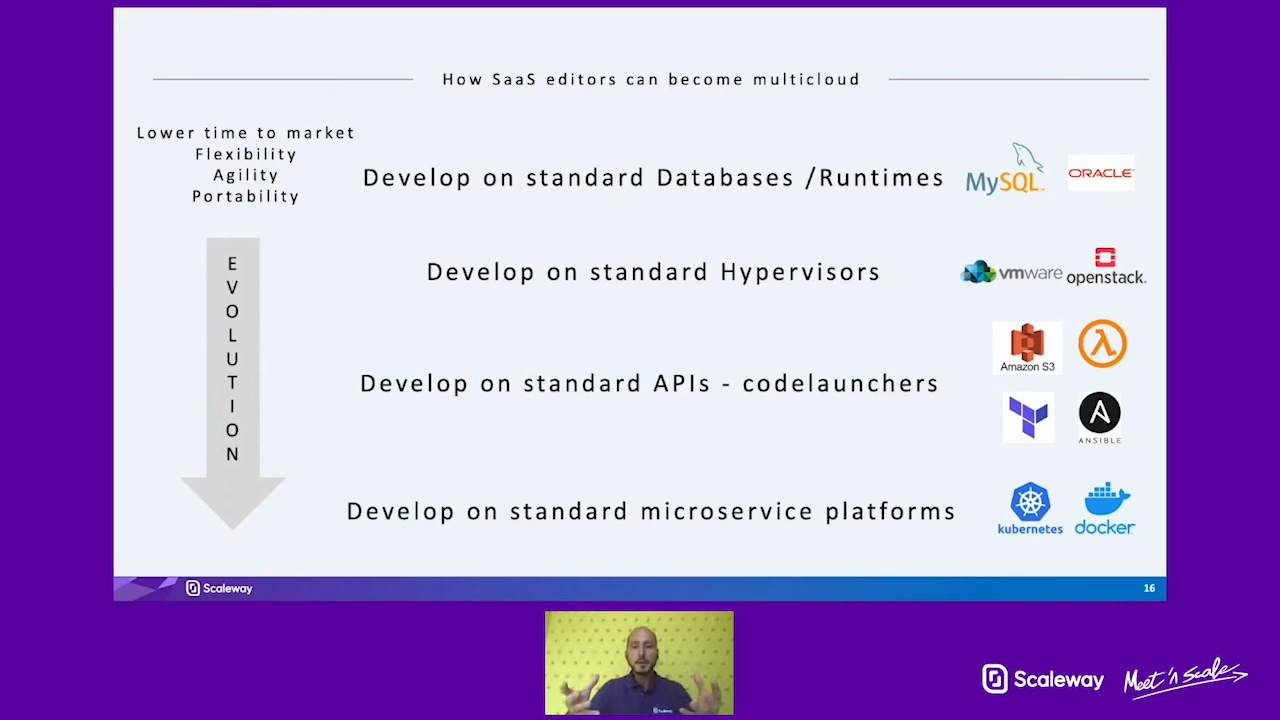 How SaaS editors can become multicloud
Lower time to market
Flexibility
Agility
Portability
Develop on standard Databases /Runtimes
MySQL™
ORACLE®
EVOLUTION
Develop on standard Hypervisors
vmware
openstack.
Amazon S3
Develop on standard APIs - codelaunchers
ANSIBLE
Develop on standard microservice platforms
kubernetes
docker
Scaleway
16
Scaleway
Meet 'n Scale